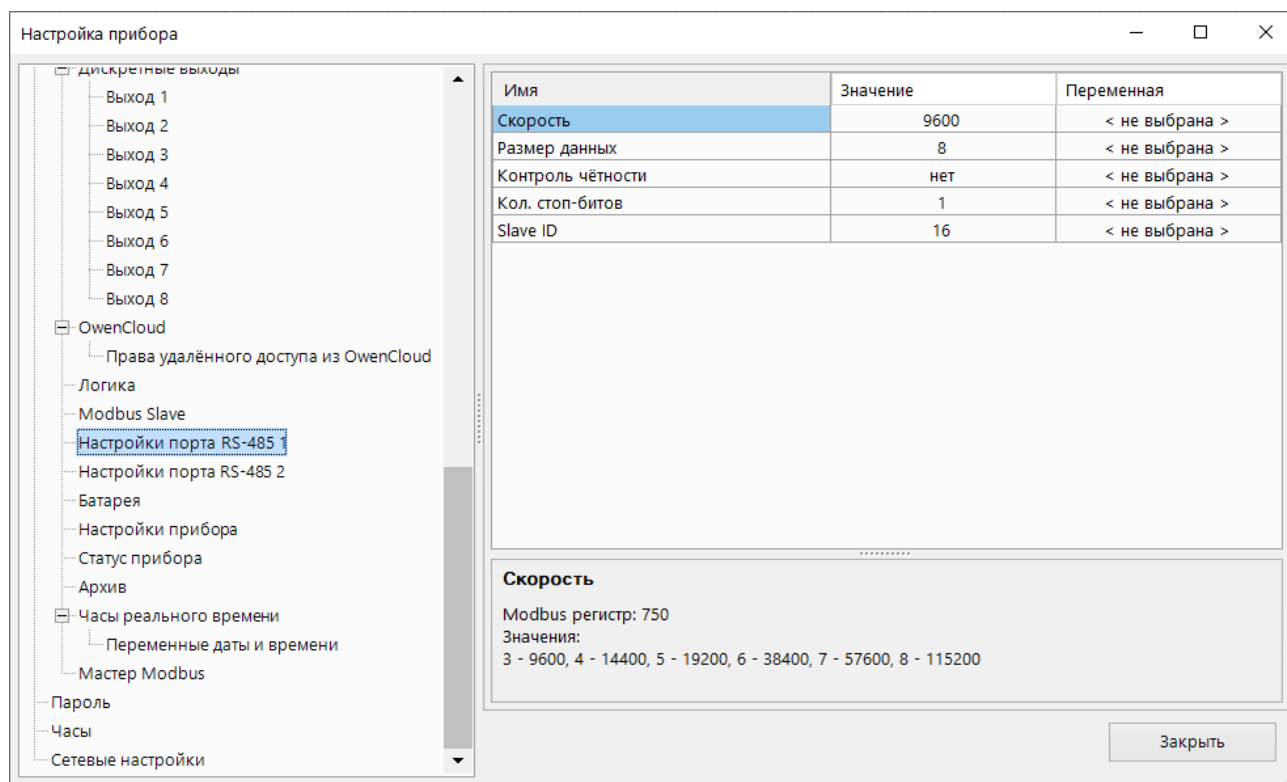 Настройка прибора
Дискретные выходы
Выход 1
Выход 2
Выход 3
Выход 4
Выход 5
Выход 6
Выход 7
Выход 8
OwenCloud
Права удалённого доступа из OwenCloud
Логика
Modbus Slave
Настройки порта RS-485 1
Настройки порта RS-485 2
Батарея
Настройки прибора
Статус прибора
Архив
Часы реального времени
Переменные даты и времени
Мастер Modbus
Пароль
Часы
Сетевые настройки
Имя Значение Переменная
Скорость 9600 < не выбрана >
Размер данных 8 < не выбрана >
Контроль чётности нет < не выбрана >
Кол. стоп-битов 1 < не выбрана >
Slave ID 16 < не выбрана >
Скорость
Modbus регистр: 750
Значения:
3 - 9600, 4 - 14400, 5 - 19200, 6 - 38400, 7 - 57600, 8 - 115200
Закрыть